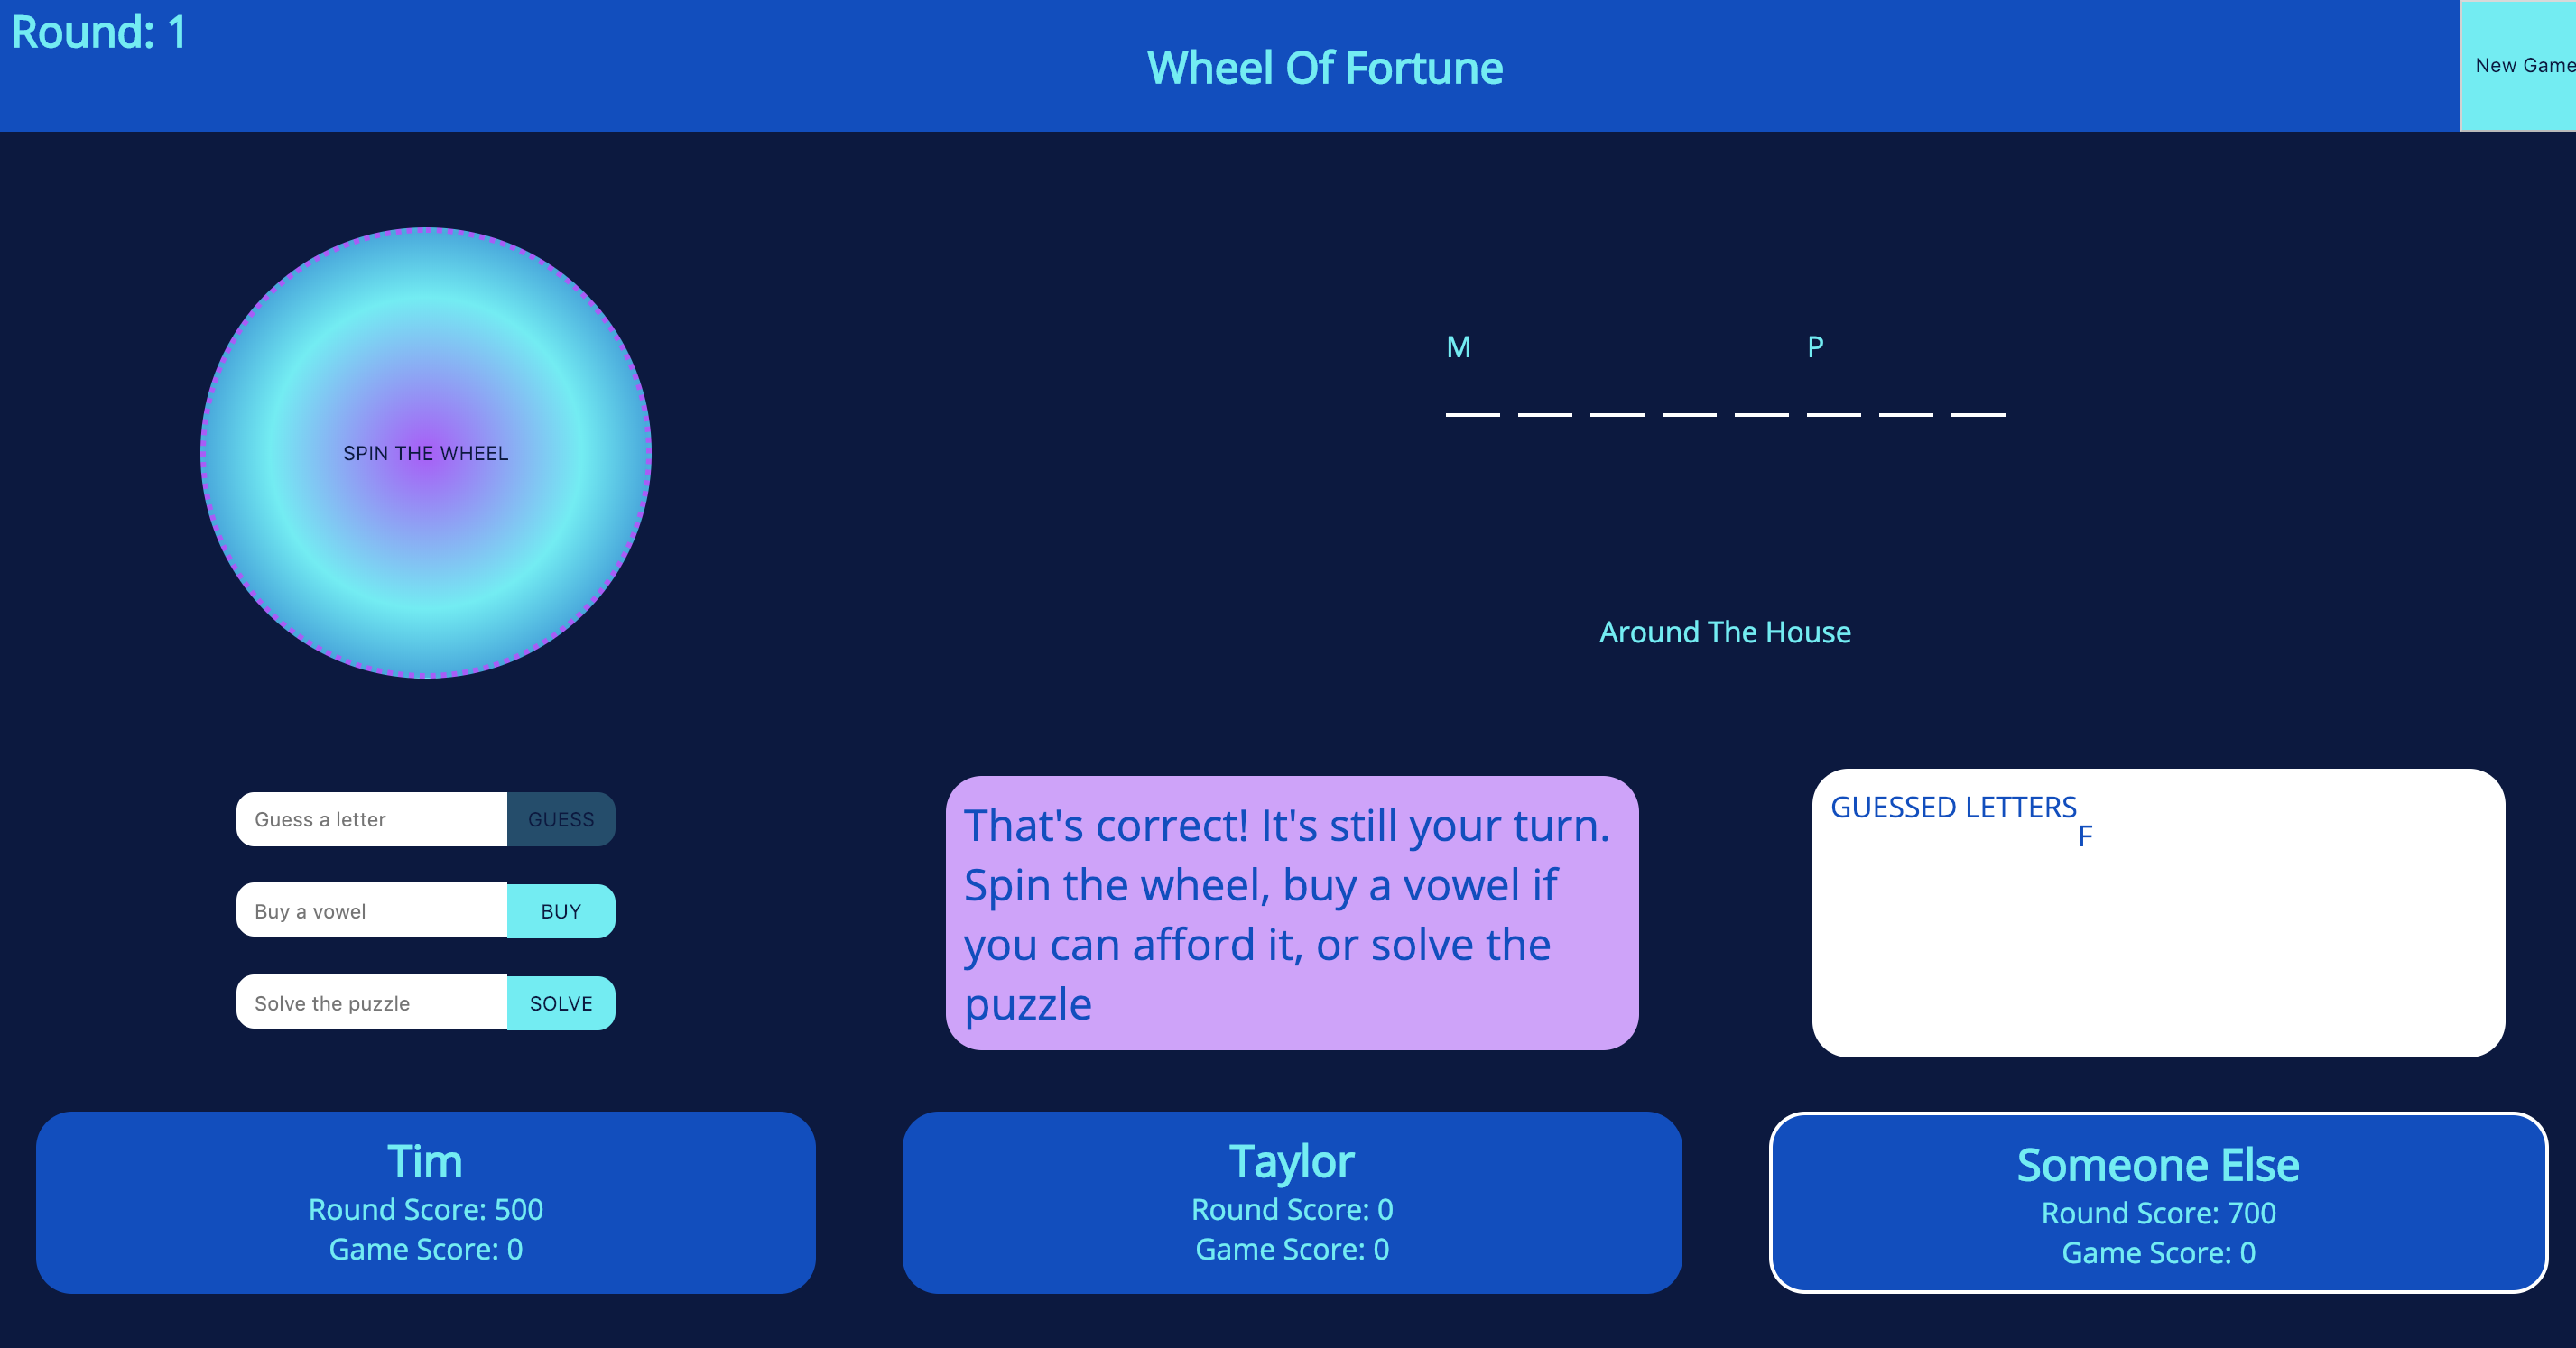 Round: 1
Wheel Of Fortune
New Game
SPIN THE WHEEL
M P
Around The House
Guess a letter GUESS
Buy a vowel BUY
Solve the puzzle SOLVE
That's correct! It's still your turn.
Spin the wheel, buy a vowel if
you can afford it, or solve the
puzzle
GUESSED LETTERS
F
Tim
Round Score: 500
Game Score: 0
Taylor
Round Score: 0
Game Score: 0
Someone Else
Round Score: 700
Game Score: 0